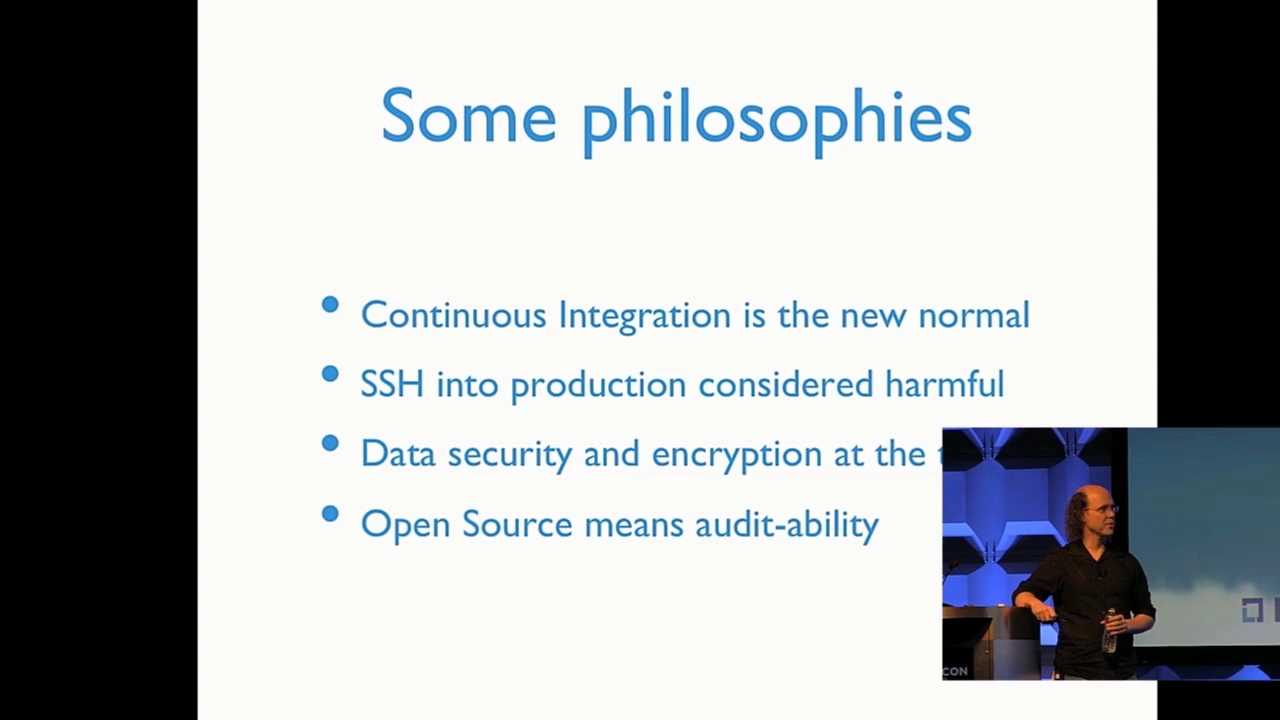 Some philosophies
Continuous Integration is the new normal
SSH into production considered harmful
Data security and encryption at the
Open Source means audit-ability
CON